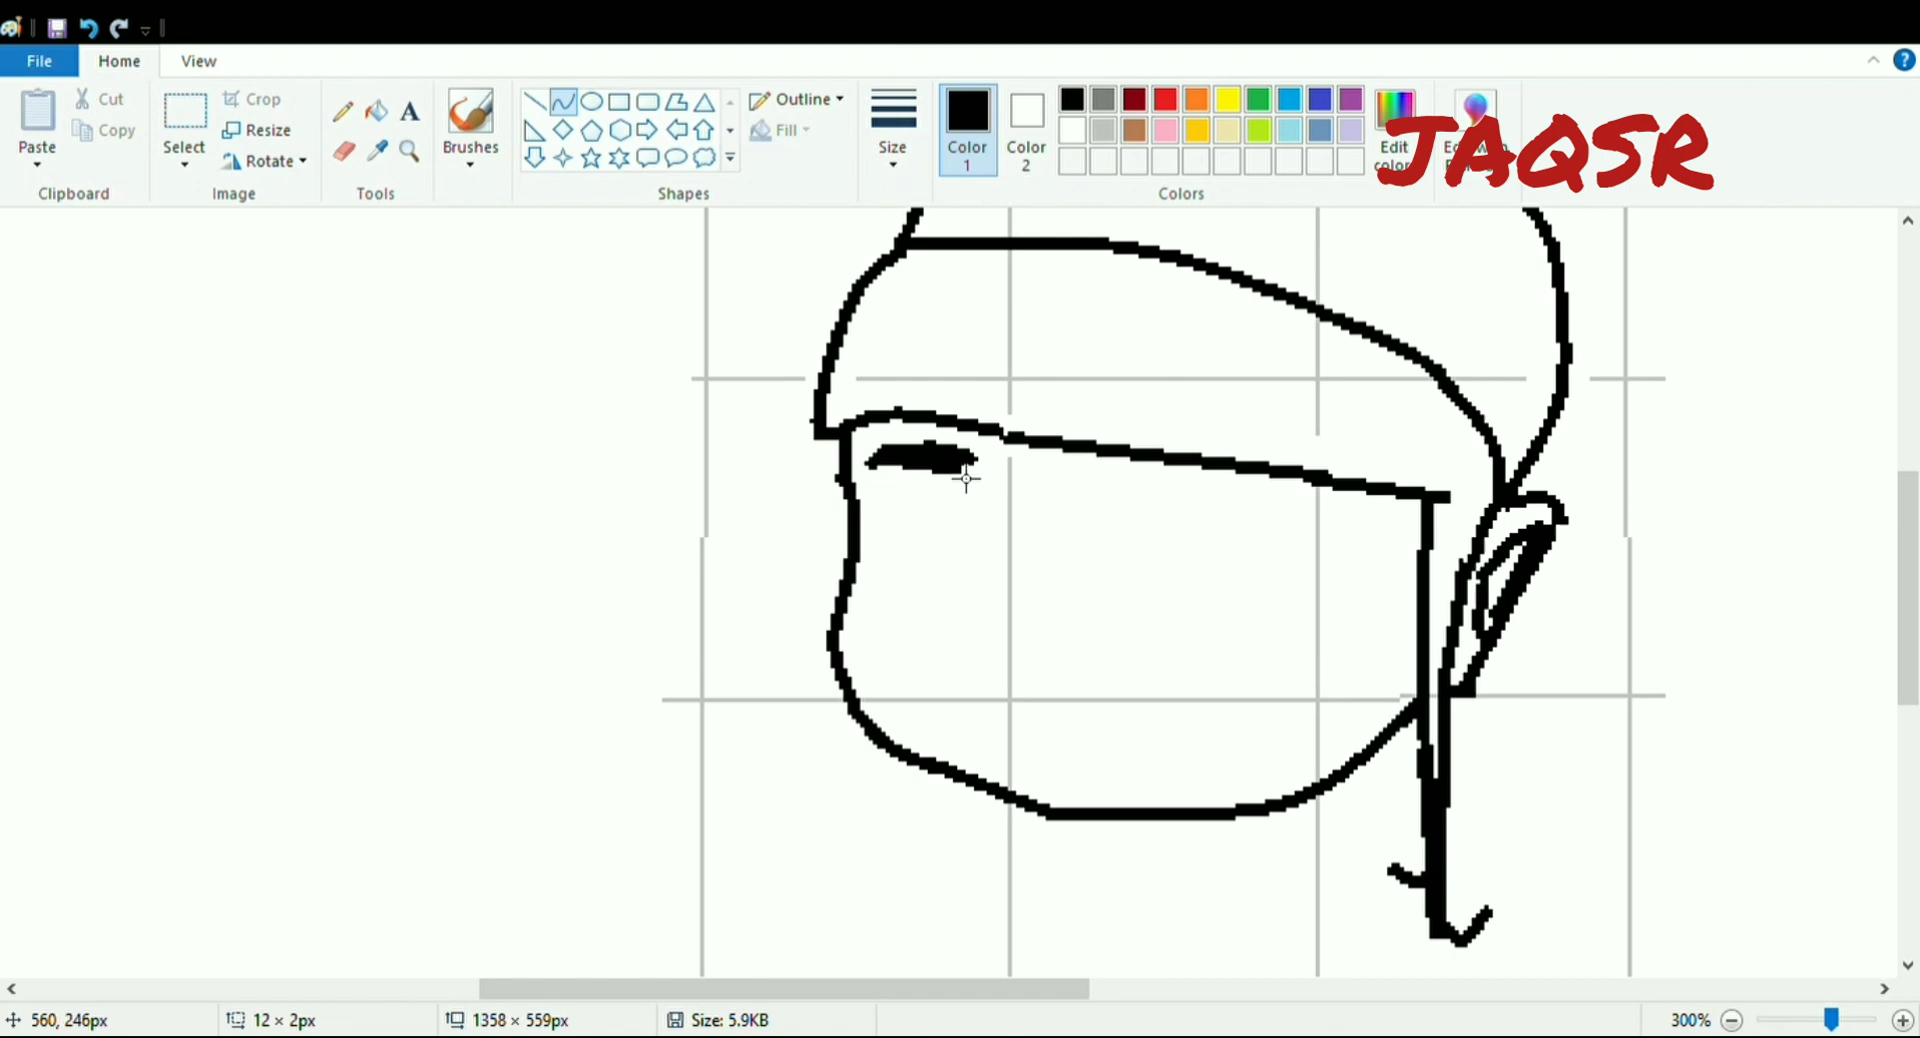 File Home View
Paste
Cut
Copy
Clipboard
Select
Crop
Resize
Rotate
Image
A
Tools
Brushes
Shapes
Outline
Fill
Size
Color 1
Color 2
Colors
Edit
JAQSR
?
560, 246px
12 × 2px
1358 × 559px
Size: 5.9KB
300%